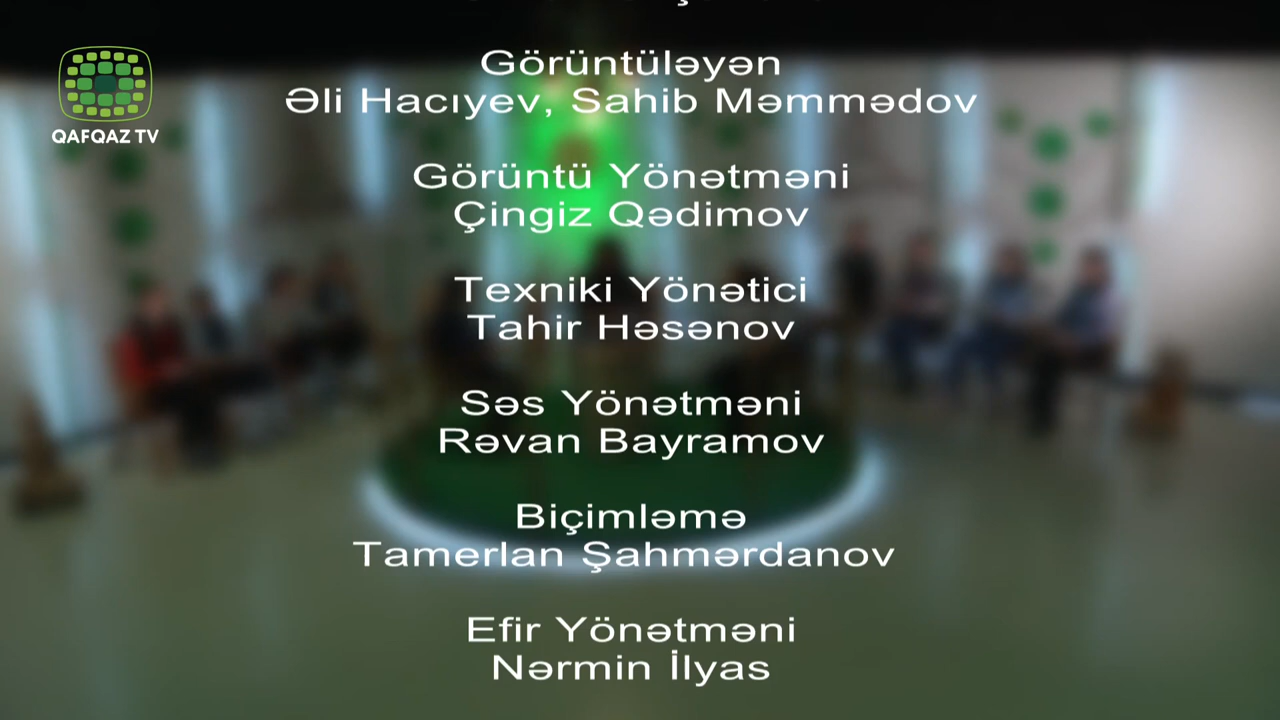 QAFQAZ TV
Görüntüləyən
Əli Hacıyev, Sahib Məmmədov
Görüntü Yönətməni
Çingiz Qədimov
Texniki Yönətici
Tahir Həsənov
Səs Yönətməni
Rəvan Bayramov
Biçimləmə
Tamerlan Şahmərdanov
Efir Yönətməni
Nərmin İlyas